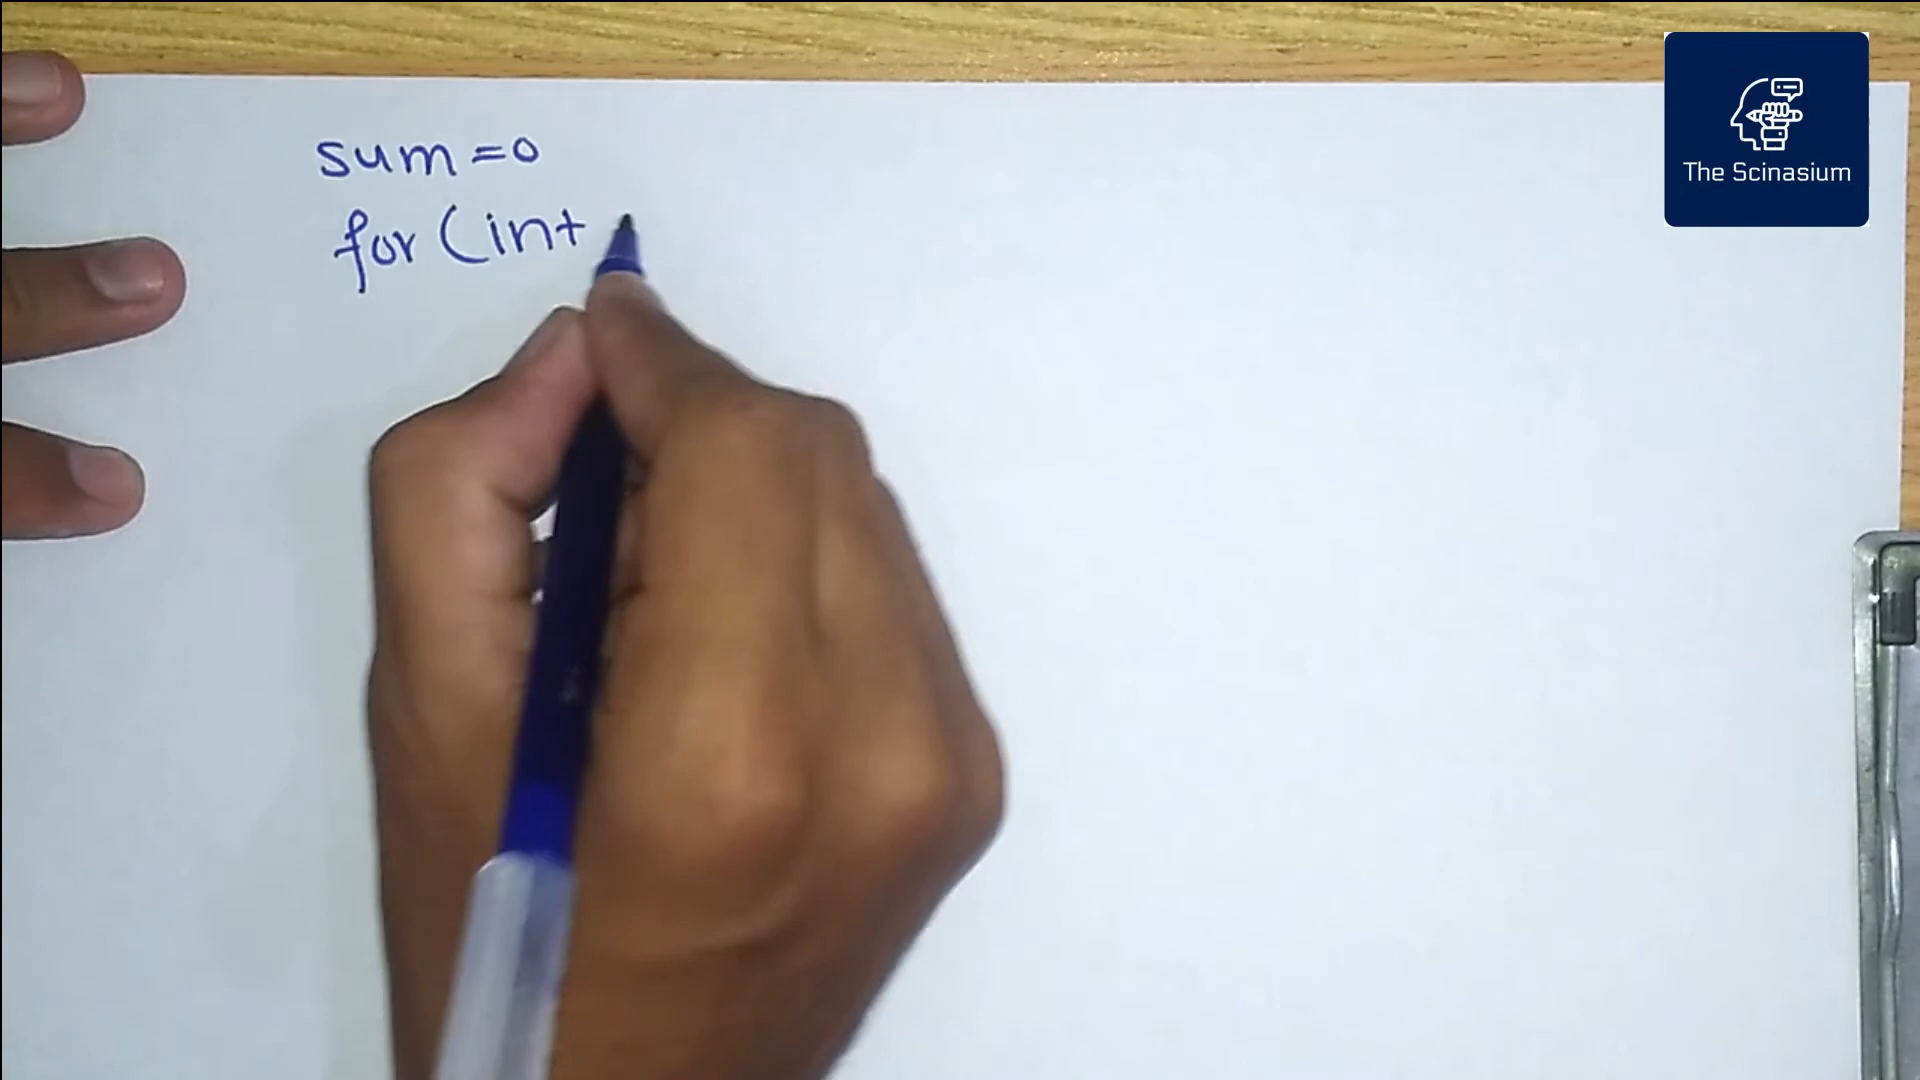 sum = 0
for (int
The Scinasium